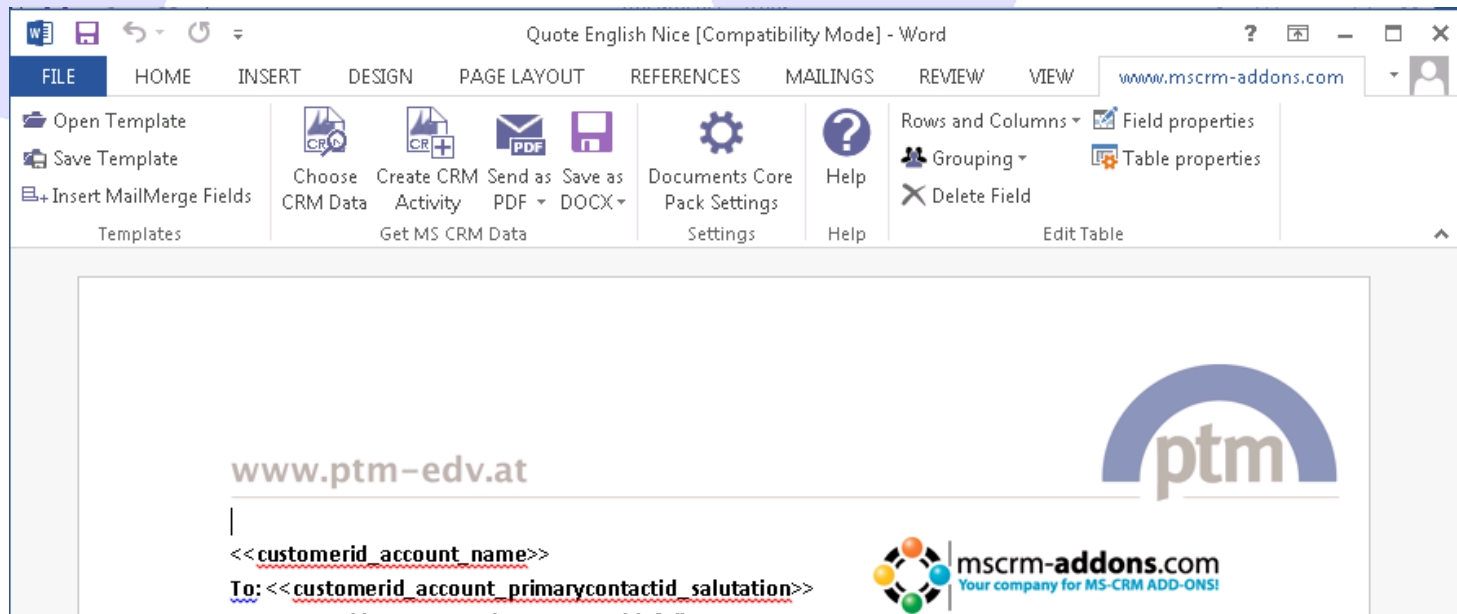 Quote English Nice [Compatibility Mode] - Word
FILE HOME INSERT DESIGN PAGE LAYOUT REFERENCES MAILINGS REVIEW VIEW www.mscrm-addons.com
Open Template
Save Template
Insert MailMerge Fields
Templates
Choose CRM Data
Create CRM Activity
Send as PDF
Save as DOCX
Get MS CRM Data
Documents Core Pack Settings
Settings
Help
Help
Rows and Columns
Grouping
Delete Field
Field properties
Table properties
Edit Table
www.ptm-edv.at
ptm
<<customerid_account_name>>
To: <<customerid_account_primarycontactid_salutation>>
mscrm-addons.com
Your company for MS-CRM ADD-ONS!